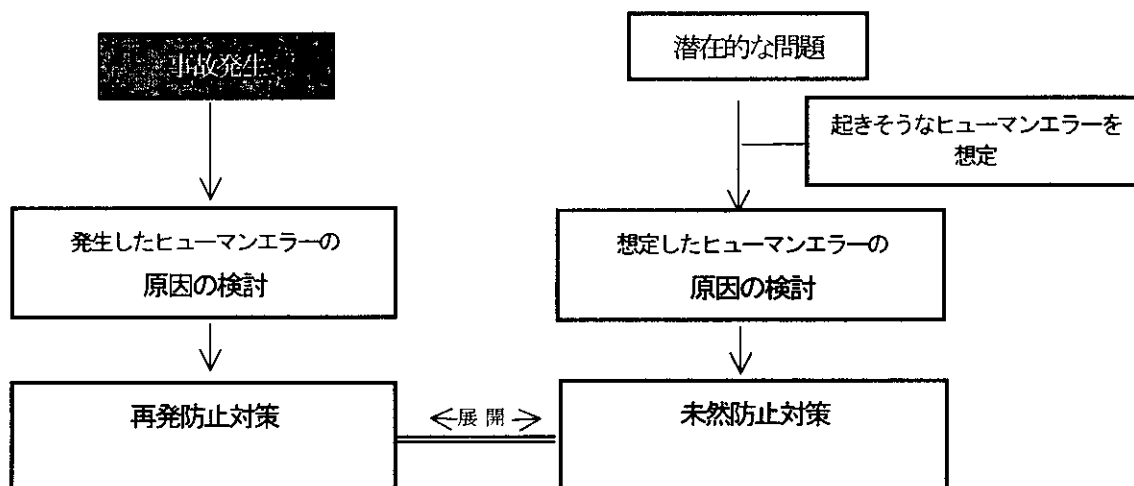 事故発生
潜在的な問題
起きそうなヒューマンエラーを
想定
発生したヒューマンエラーの
原因の検討
想定したヒューマンエラーの
原因の検討
再発防止対策
展開
未然防止対策